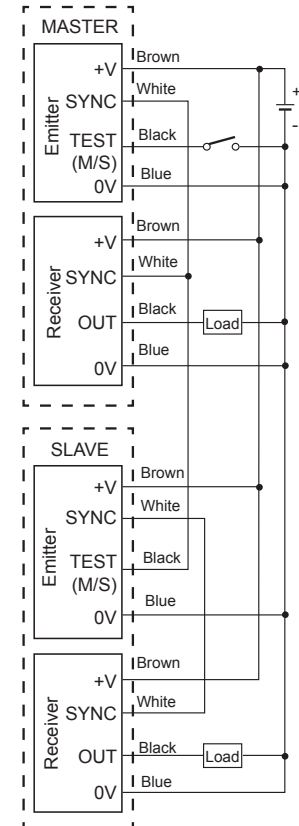 MASTER
Emitter
+V Brown
SYNC White
TEST (M/S) Black
0V Blue
+
-
Receiver
+V Brown
SYNC White
OUT Black Load
0V Blue
SLAVE
Emitter
+V Brown
SYNC White
TEST (M/S) Black
0V Blue
Receiver
+V Brown
SYNC White
OUT Black Load
0V Blue